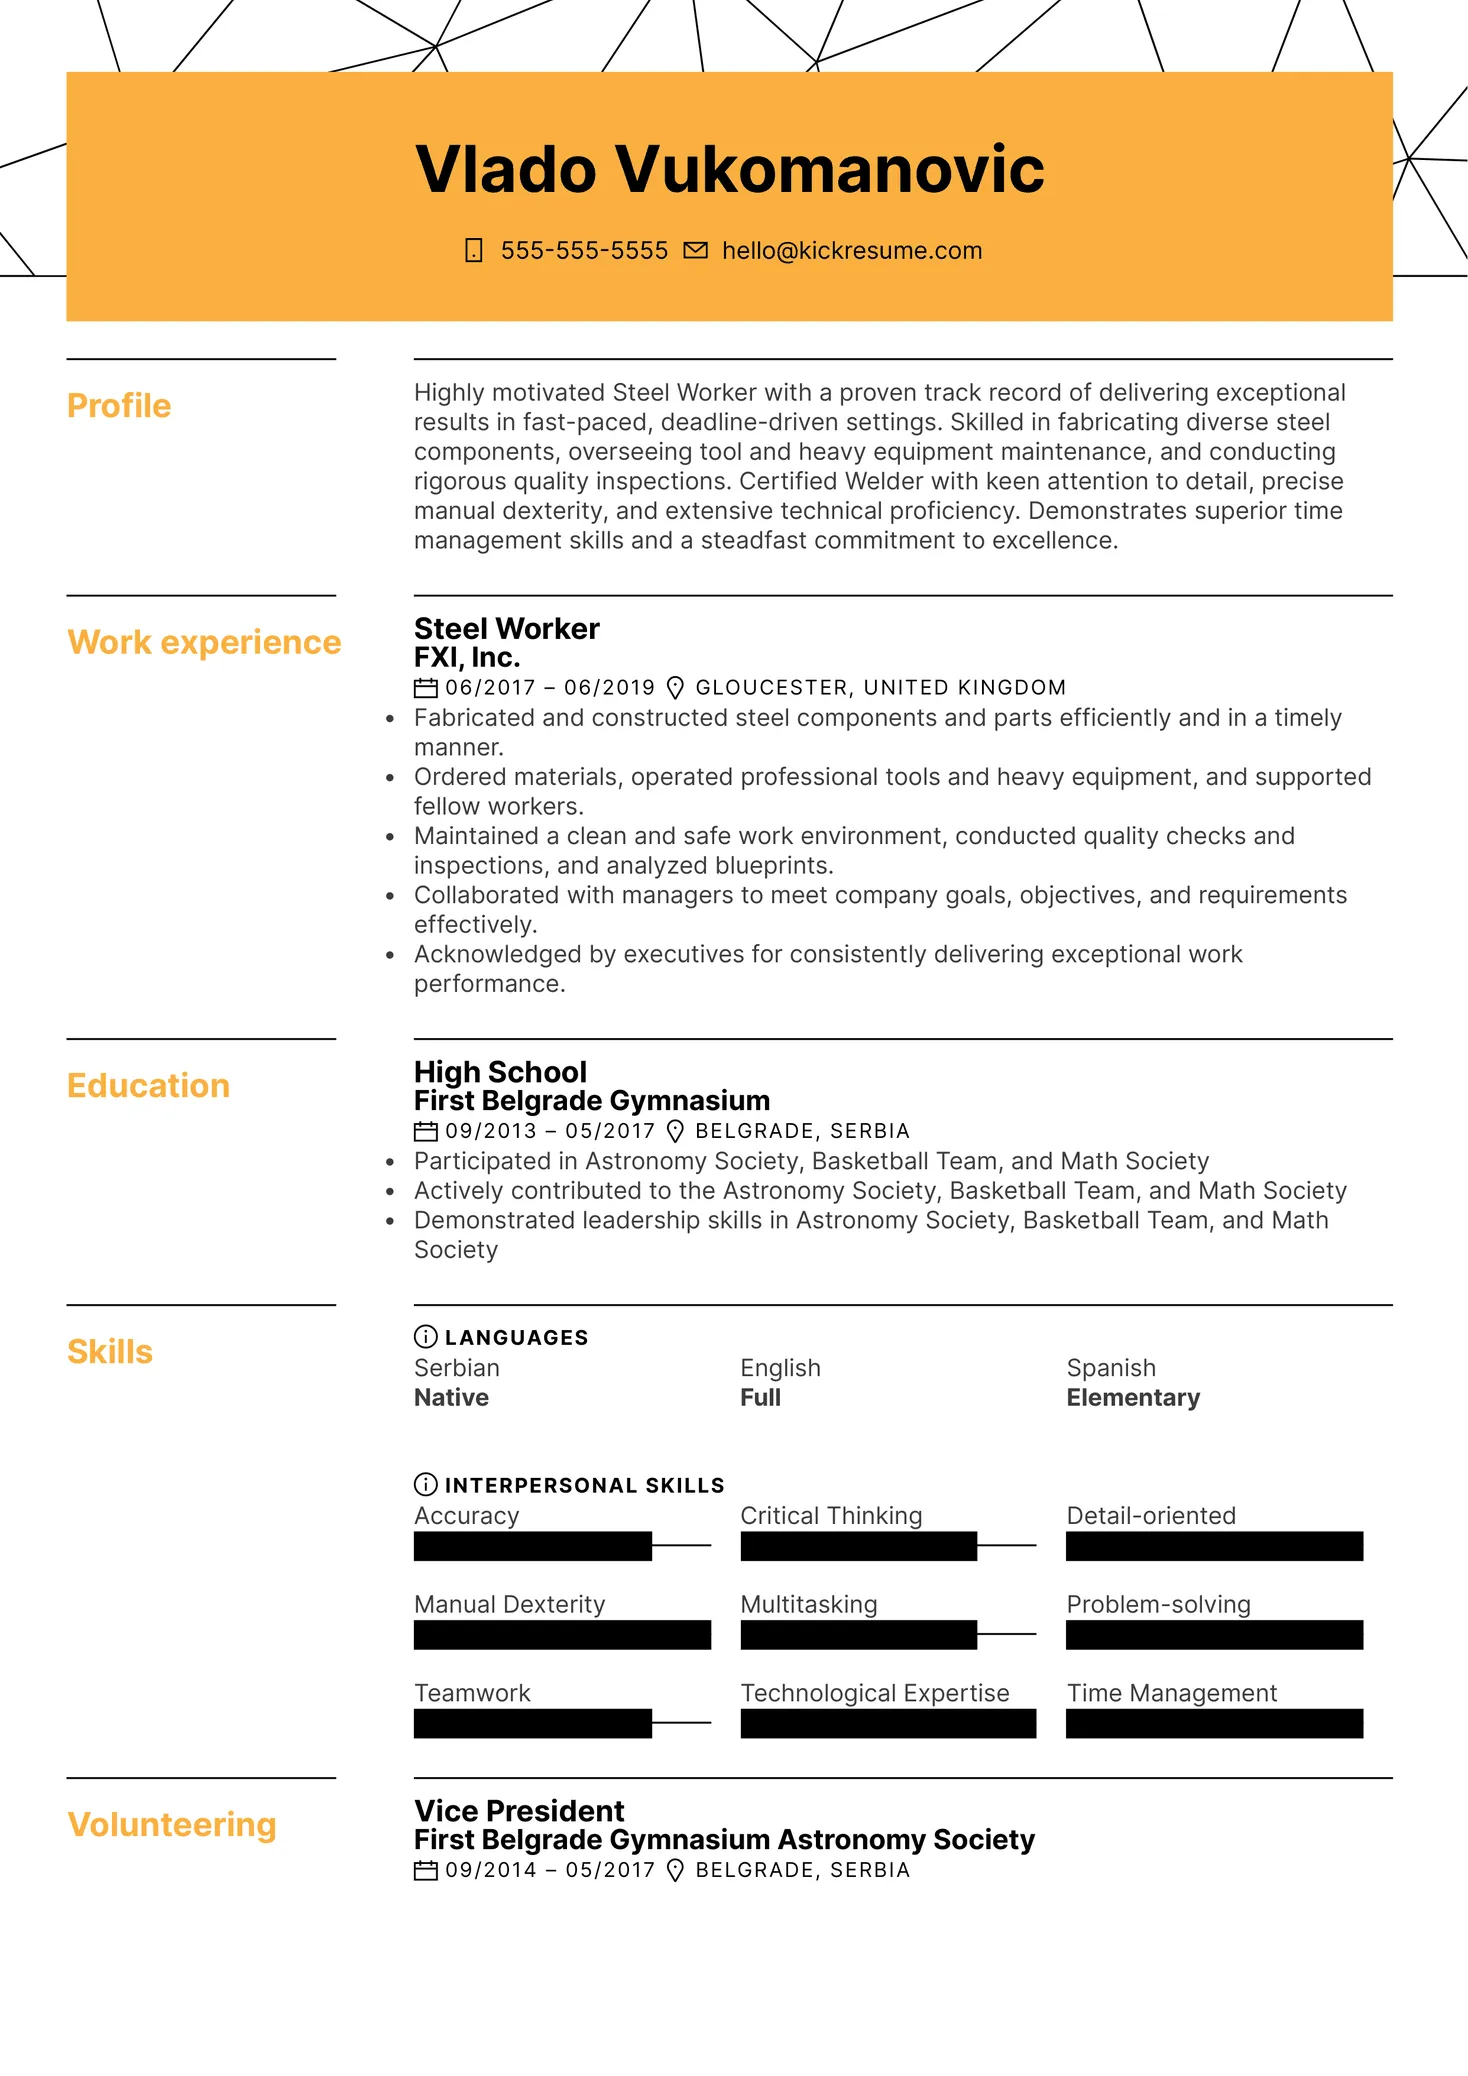 Vlado Vukomanovic
555-555-5555 hello@kickresume.com
Profile
Highly motivated Steel Worker with a proven track record of delivering exceptional
results in fast-paced, deadline-driven settings. Skilled in fabricating diverse steel
components, overseeing tool and heavy equipment maintenance, and conducting
rigorous quality inspections. Certified Welder with keen attention to detail, precise
manual dexterity, and extensive technical proficiency. Demonstrates superior time
management skills and a steadfast commitment to excellence.
Work experience
Steel Worker
FXI, Inc.
06/2017 – 06/2019 GLOUCESTER, UNITED KINGDOM
• Fabricated and constructed steel components and parts efficiently and in a timely
manner.
• Ordered materials, operated professional tools and heavy equipment, and supported
fellow workers.
• Maintained a clean and safe work environment, conducted quality checks and
inspections, and analyzed blueprints.
• Collaborated with managers to meet company goals, objectives, and requirements
effectively.
• Acknowledged by executives for consistently delivering exceptional work
performance.
Education
High School
First Belgrade Gymnasium
09/2013 – 05/2017 BELGRADE, SERBIA
• Participated in Astronomy Society, Basketball Team, and Math Society
• Actively contributed to the Astronomy Society, Basketball Team, and Math Society
• Demonstrated leadership skills in Astronomy Society, Basketball Team, and Math
Society
Skills
LANGUAGES
Serbian English Spanish
Native Full Elementary
INTERPERSONAL SKILLS
Accuracy Critical Thinking Detail-oriented
Manual Dexterity Multitasking Problem-solving
Teamwork Technological Expertise Time Management
Volunteering
Vice President
First Belgrade Gymnasium Astronomy Society
09/2014 – 05/2017 BELGRADE, SERBIA